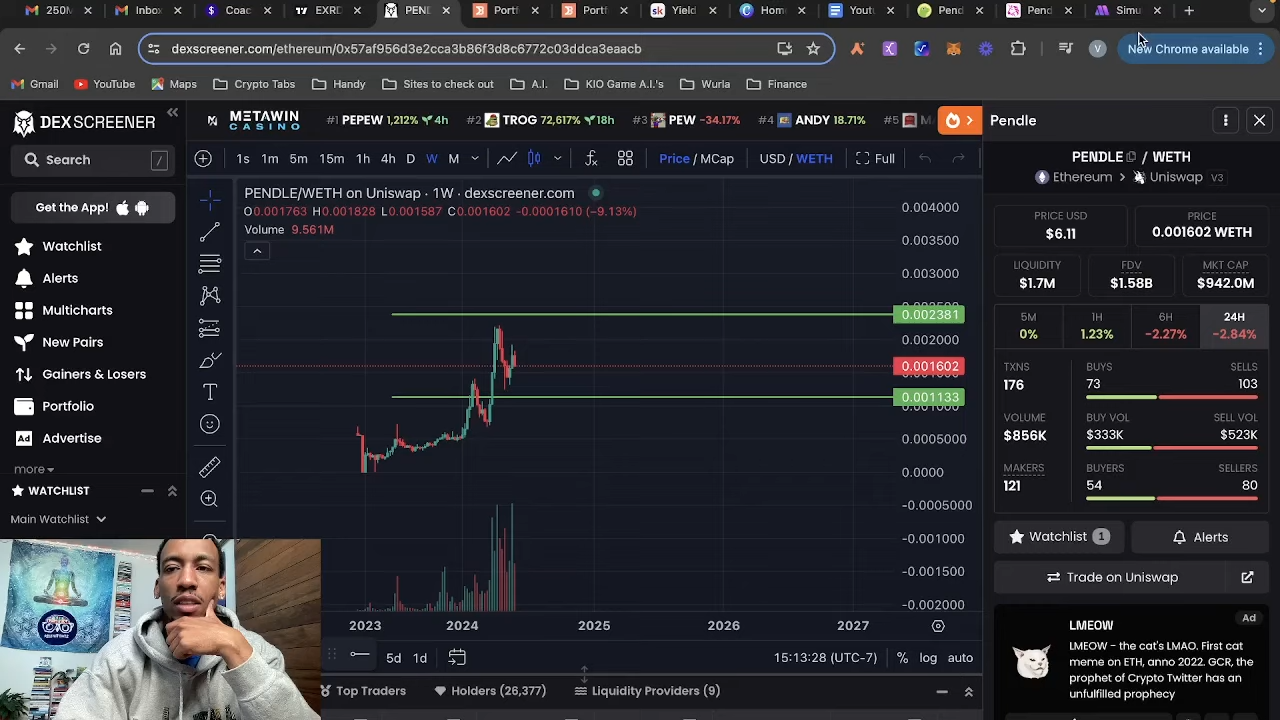 250M
Inbo
Coac
EXRD
PEND
Portf
Portf
Yield
Hom
Yout
Pend
Pend
Simu
dexscreener.com/ethereum/0x57af956d3e2cca3b86f3d8c6772c03ddca3eaacb
V
New Chrome available
Gmail
YouTube
Maps
Crypto Tabs
Handy
Sites to check out
A.I.
KIO Game A.I.'s
Wurla
Finance
DEXSCREENER
METAWIN CASINO
#1 PEPEW 1,212% 4h
#2 TROG 72,617% 18h
#3 PEW -34.17%
#4 ANDY 18.71%
#5
Pendle
Search /
Get the App!
Watchlist
Alerts
Multicharts
New Pairs
Gainers & Losers
Portfolio
Ad Advertise
more
WATCHLIST
Main Watchlist
1s 1m 5m 15m 1h 4h D W M
Price / MCap
USD / WETH
Full
PENDLE/WETH on Uniswap · 1W · dexscreener.com
O0.001763 H0.001828 L0.001587 C0.001602 -0.0001610 (−9.13%)
Volume 9.561M
0.004000
0.003500
0.003000
0.002381
0.002000
0.001602
0.001133
0.0005000
0.0000
-0.0005000
-0.001000
-0.001500
-0.002000
2023
2024
2025
2026
2027
5d 1d
15:13:28 (UTC-7)
% log auto
Top Traders
Holders (26,377)
Liquidity Providers (9)
PENDLE / WETH
Ethereum > Uniswap V3
PRICE USD
$6.11
PRICE
0.001602 WETH
LIQUIDITY
$1.7M
FDV
$1.58B
MKT CAP
$942.0M
5M
0%
1H
1.23%
6H
-2.27%
24H
-2.84%
TXNS
176
BUYS
73
SELLS
103
VOLUME
$856K
BUY VOL
$333K
SELL VOL
$523K
MAKERS
121
BUYERS
54
SELLERS
80
Watchlist 1
Alerts
Trade on Uniswap
LMEOW
Ad
LMEOW - the cat's LMAO. First cat
meme on ETH, anno 2022. GCR, the
prophet of Crypto Twitter has an
unfulfilled prophecy